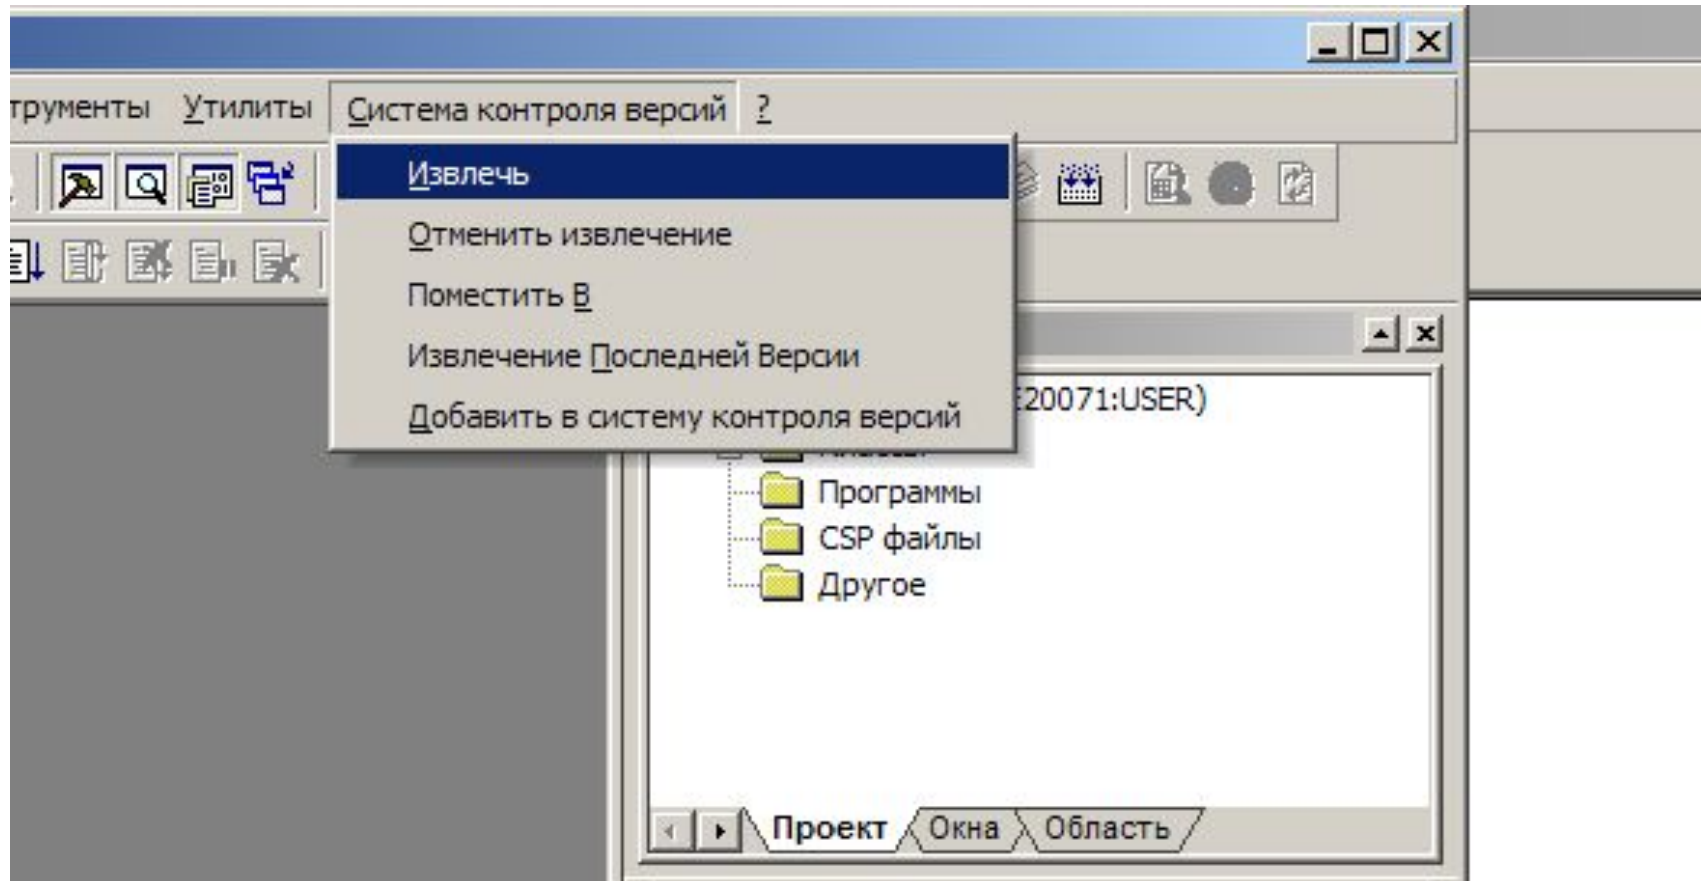 трументы Утилиты Система контроля версий ?
Извлечь
Отменить извлечение
Поместить В
Извлечение Последней Версии
Добавить в систему контроля версий
E20071:USER)
Программы
CSP файлы
Другое
Проект Окна Область